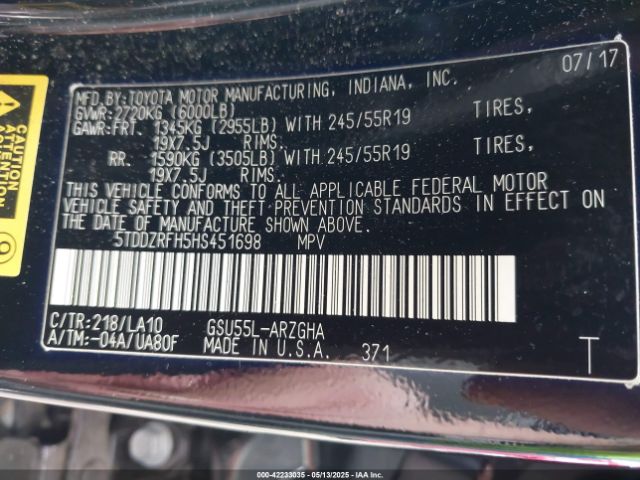 07/17
MFD.BY:TOYOTA MOTOR MANUFACTURING, INDIANA, INC.
GVWR:2720KG (6000LB)
GAWR:FRT. 1345KG (2955LB) WITH 245/55R19 TIRES,
19X7.5J RIMS.
RR. 1590KG (3505LB) WITH 245/55R19 TIRES,
19X7.5J RIMS.
THIS VEHICLE CONFORMS TO ALL APPLICABLE FEDERAL MOTOR
VEHICLE SAFETY AND THEFT PREVENTION STANDARDS IN EFFECT ON
THE DATE OF MANUFACTURE SHOWN ABOVE.
5TDDZRFH5HS451698 MPV
C/TR:218/LA10 GSU55L-ARZGHA
A/TM:-04A/UA80F MADE IN U.S.A. 371
T
CAUTION
ATTENTION
000-42233035 - 05/13/2025 - IAAI.COM